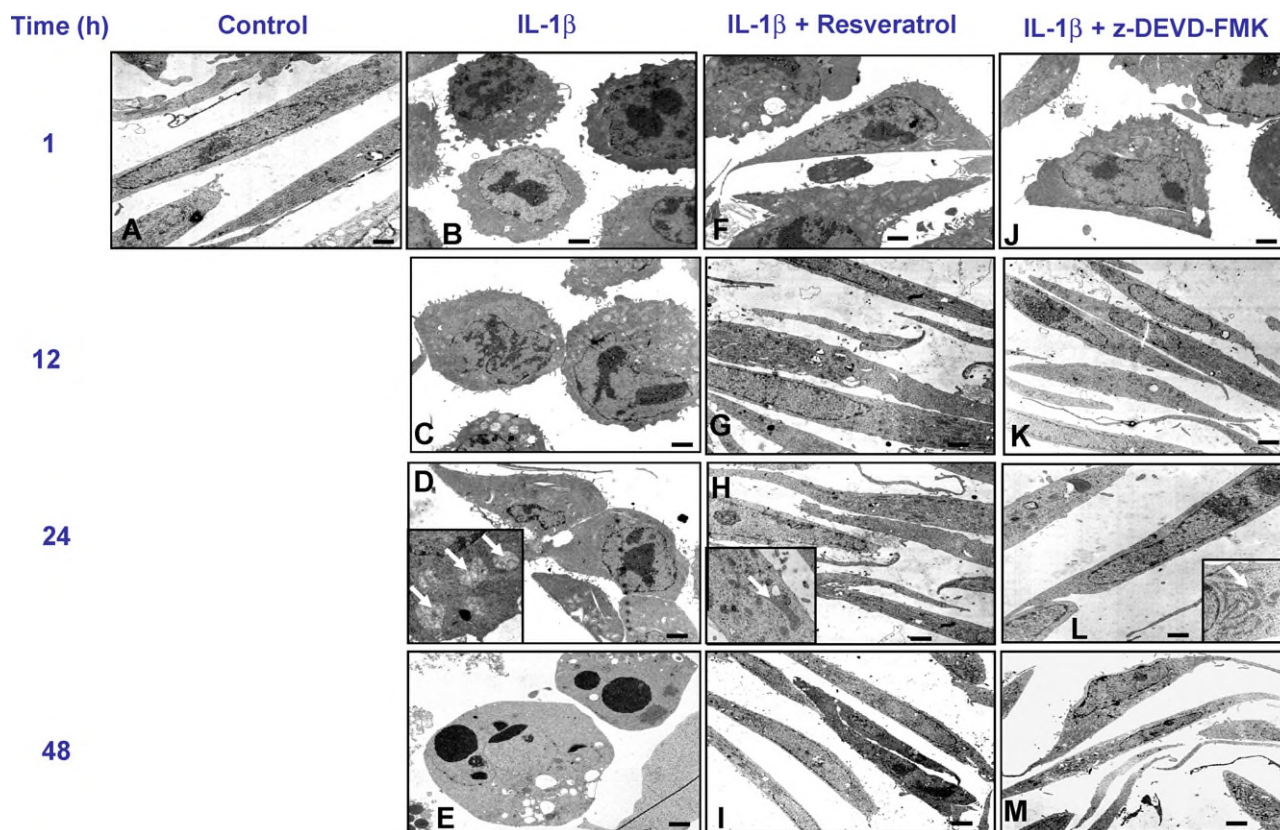 Time (h) Control IL-1β IL-1β + Resveratrol IL-1β + z-DEVD-FMK
1
A B F J
12
C G K
24
D H L
48
E I M